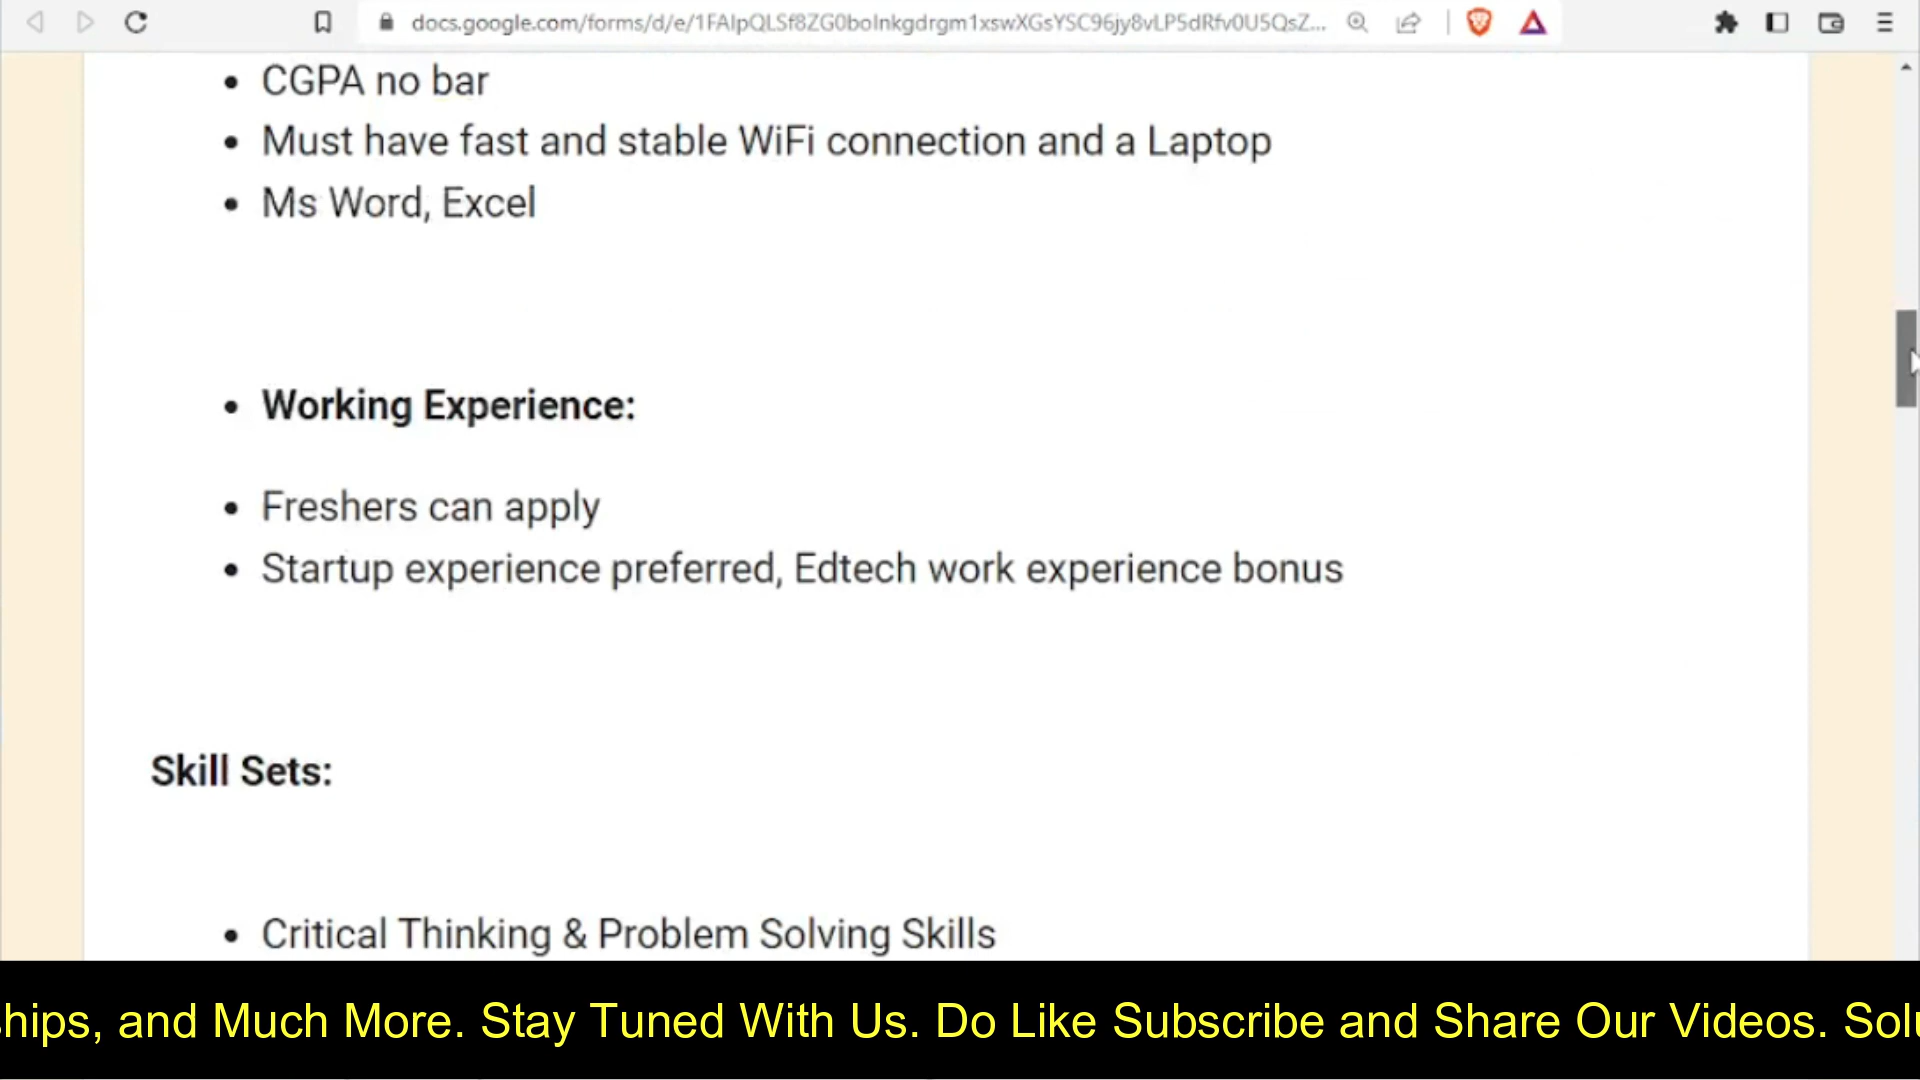 docs.google.com/forms/d/e/1FAIpQLSf8ZG0boInkgdrgm1xswXGsYSC96jy8vLP5dRfv0U5QsZ...
CGPA no bar
Must have fast and stable WiFi connection and a Laptop
Ms Word, Excel
Working Experience:
Freshers can apply
Startup experience preferred, Edtech work experience bonus
Skill Sets:
Critical Thinking & Problem Solving Skills
hips, and Much More. Stay Tuned With Us. Do Like Subscribe and Share Our Videos. Solu